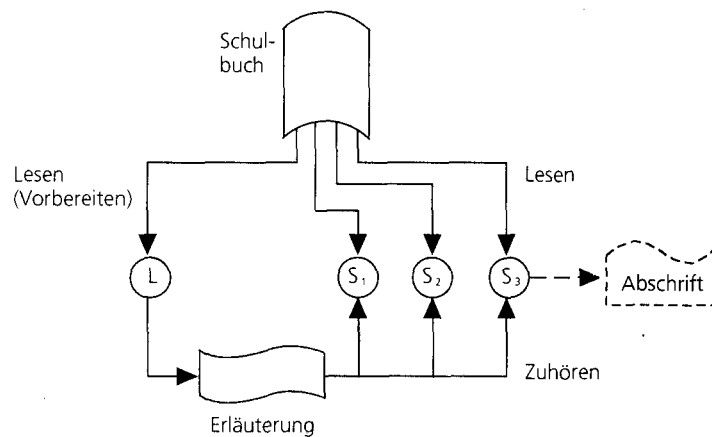 Schul-
buch
Lesen
(Vorbereiten)
Lesen
L
S1
S2
S3
Abschrift
Zuhören
Erläuterung